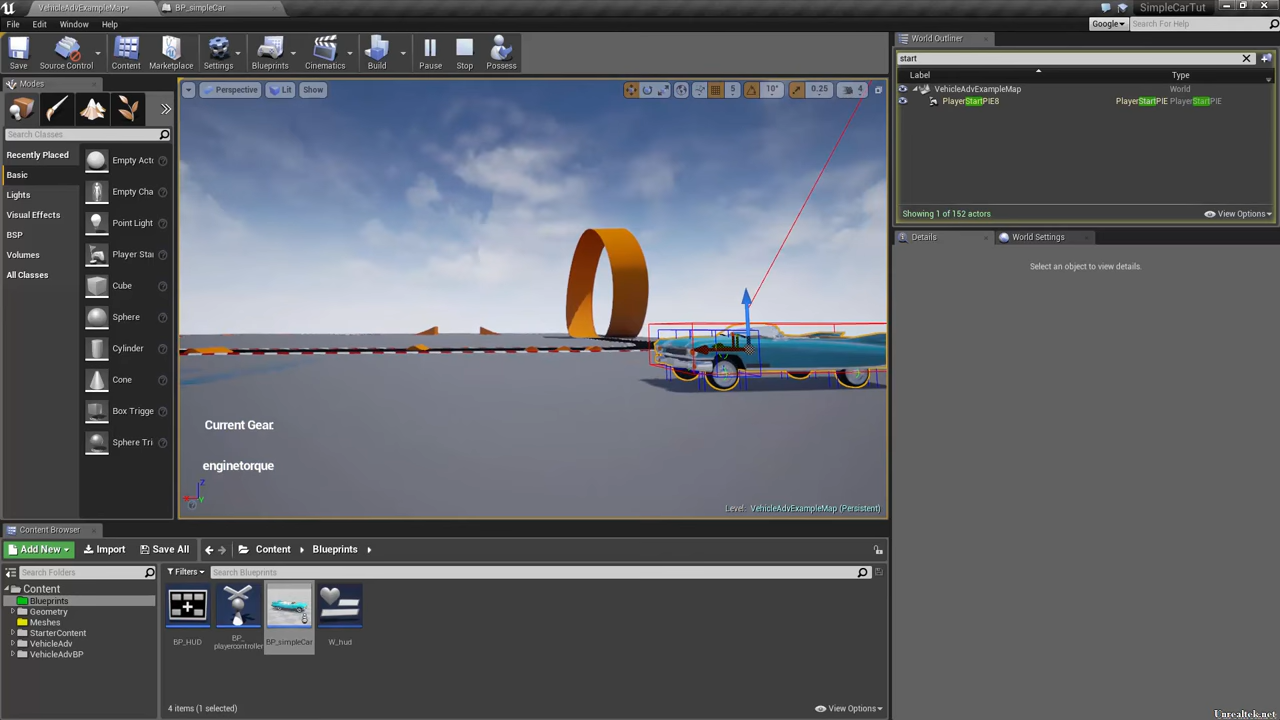 VehicleAdvExampleMap*
BP_simpleCar
SimpleCarTut
File Edit Window Help
Google
Search For Help
Save
Source Control
Content
Marketplace
Settings
Blueprints
Cinematics
Build
Pause
Stop
Possess
Modes
Search Classes
Recently Placed
Basic
Lights
Visual Effects
BSP
Volumes
All Classes
Empty Acto
Empty Cha
Point Light
Player Star
Cube
Sphere
Cylinder
Cone
Box Trigge
Sphere Tri
Perspective
Lit
Show
5
10°
0.25
4
Current Gear:
enginetorque
Z
Y
Level: VehicleAdvExampleMap (Persistent)
World Outliner
start
Label
Type
VehicleAdvExampleMap World
PlayerStartPIE8 PlayerStartPIE PlayerStartPIE
Showing 1 of 152 actors
View Options
Details
World Settings
Select an object to view details.
Content Browser
Add New
Import
Save All
Content
Blueprints
Search Folders
Filters
Search Blueprints
Content
Blueprints
Geometry
Meshes
StarterContent
VehicleAdv
VehicleAdvBP
BP_HUD
BP_
playercontroller
BP_simpleCar
W_hud
4 items (1 selected)
View Options
Unrealtek.net